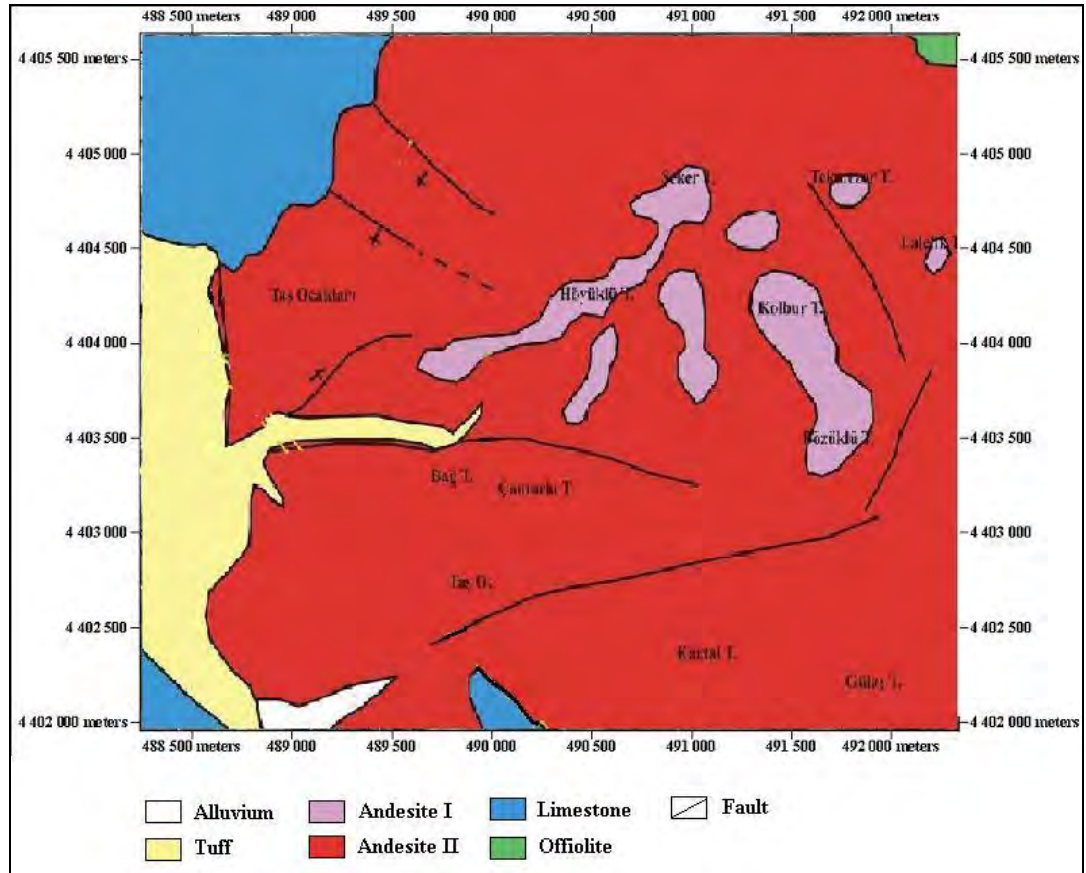 488 500 meters 489 000 489 500 490 000 490 500 491 000 491 500 492 000 meters
4 405 500 meters 4 405 500 meters
4 405 000 4 405 000
Şeker T.
4 404 500 4 404 500
Taş Ocakları Höyüklü T. Kolbur T.
4 404 000 4 404 000
4 403 500 4 403 500
Bözüklü T.
Bağ T.
4 403 000 4 403 000
4 402 500 4 402 500
Kartal T.
4 402 000 meters 4 402 000 meters
488 500 meters 489 000 489 500 490 000 490 500 491 000 491 500 492 000 meters
Alluvium Andesite I Limestone Fault
Tuff Andesite II Offiolite